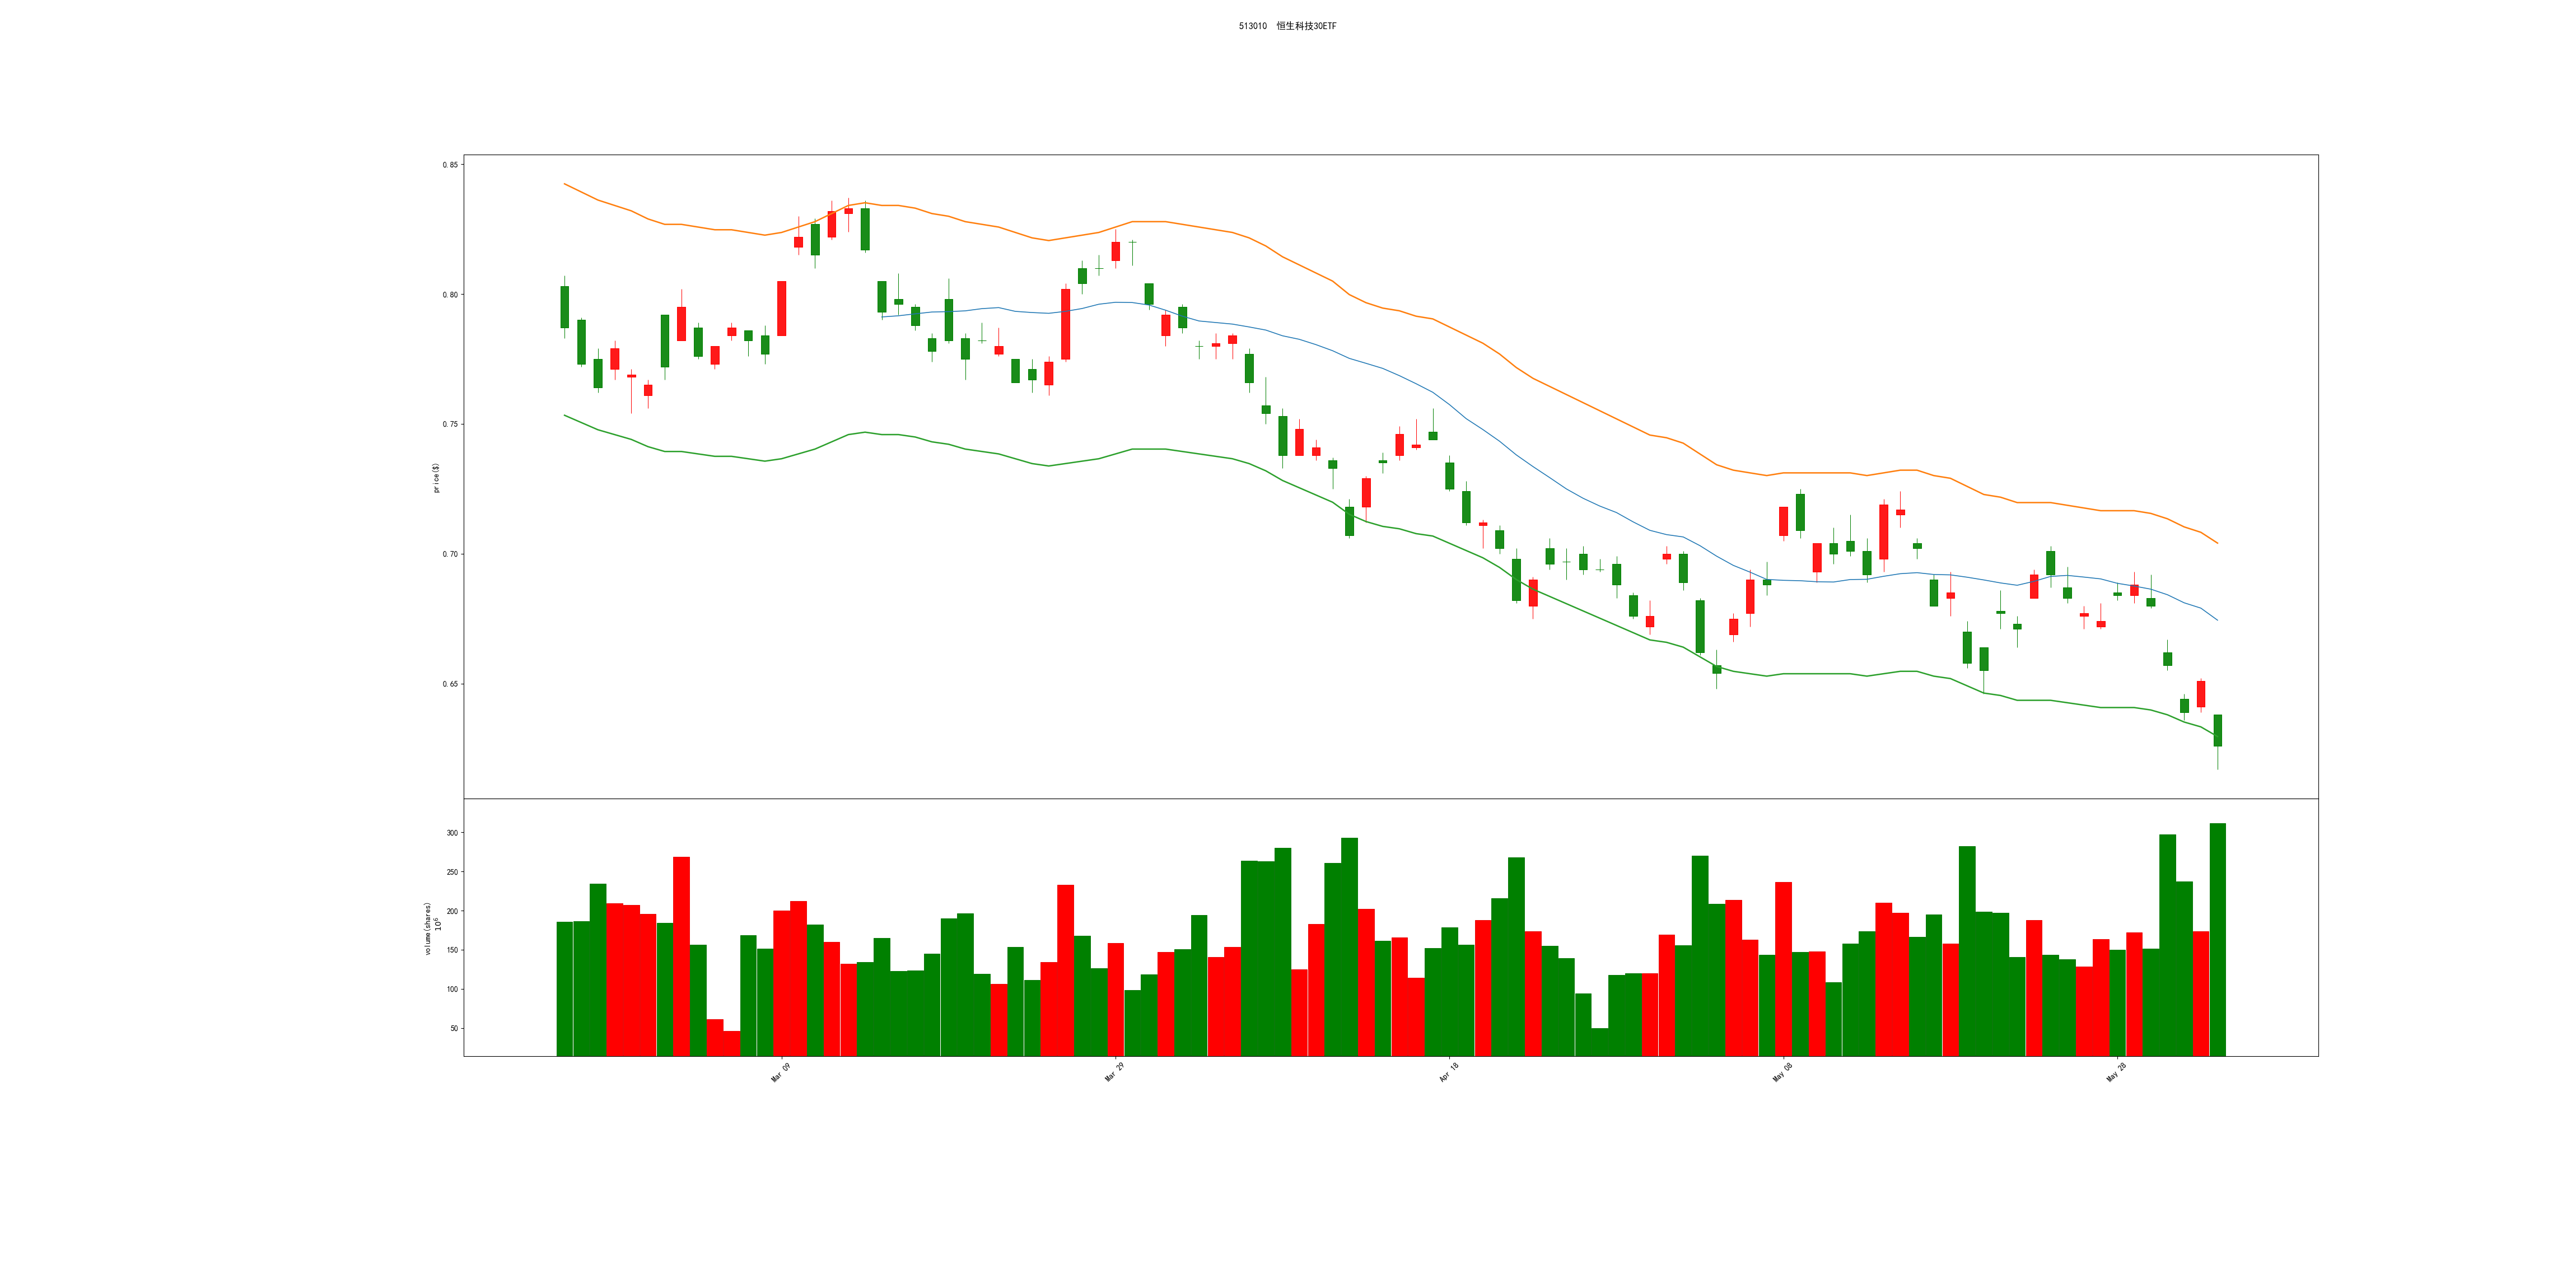 513010 恒生科技30ETF
0.85
0.80
0.75
0.70
0.65
price($)
300
250
200
150
100
50
volume(shares)
10^6
Mar 09
Mar 29
Apr 18
May 08
May 28